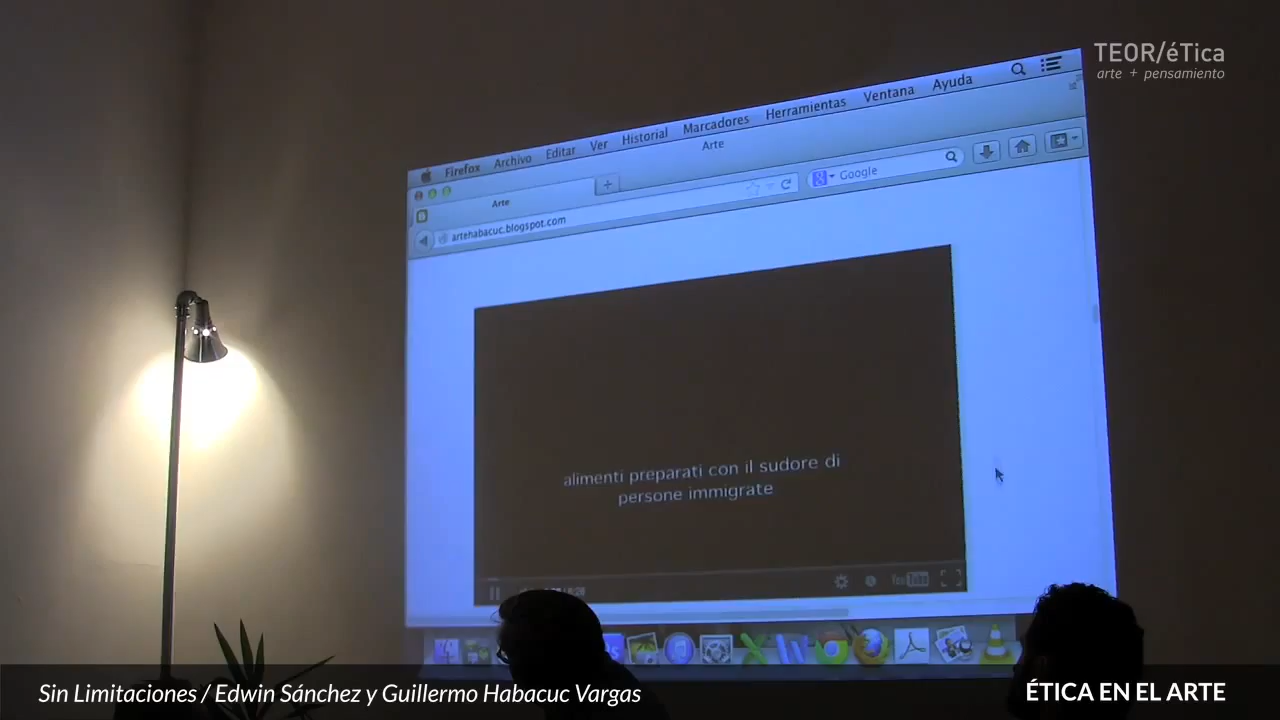 TEOR/éTica
arte + pensamiento
Firefox Archivo Editar Ver Historial Marcadores Herramientas Ventana Ayuda
Arte
Arte
artehabacuc.blogspot.com
Google
alimenti preparati con il sudore di
persone immigrate
YouTube
Sin Limitaciones / Edwin Sánchez y Guillermo Habacuc Vargas
ÉTICA EN EL ARTE